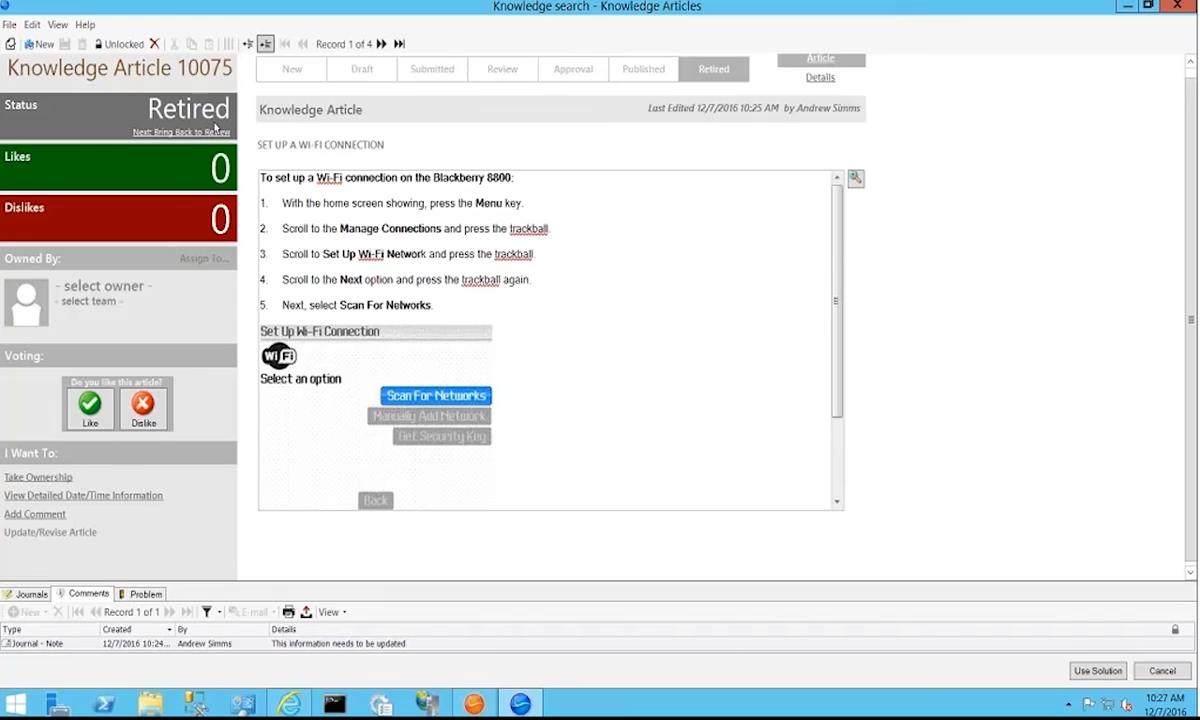 Knowledge search - Knowledge Articles
File Edit View Help
New Unlocked Record 1 of 4
Knowledge Article 10075
Status
Retired
Next: Bring Back to Review
Likes
0
Dislikes
0
Owned By: Assign To...
- select owner -
- select team -
Voting:
Do you like this article?
Like Dislike
I Want To:
Take Ownership
View Detailed Date/Time Information
Add Comment
Update/Revise Article
New Draft Submitted Review Approval Published Retired
Article
Details
Knowledge Article Last Edited 12/7/2016 10:25 AM by Andrew Simms
SET UP A WI-FI CONNECTION
To set up a Wi-Fi connection on the Blackberry 8800:
1. With the home screen showing, press the Menu key.
2. Scroll to the Manage Connections and press the trackball.
3. Scroll to Set Up Wi-Fi Network and press the trackball.
4. Scroll to the Next option and press the trackball again.
5. Next, select Scan For Networks.
Set Up Wi-Fi Connection
Wi Fi
Select an option
Scan For Networks
Manually Add Network
Get Security Key
Back
Journals Comments Problem
New Record 1 of 1 E-mail View
Type Created By Details
Journal - Note 12/7/2016 10:24... Andrew Simms This information needs to be updated
Use Solution Cancel
10:27 AM
12/7/2016